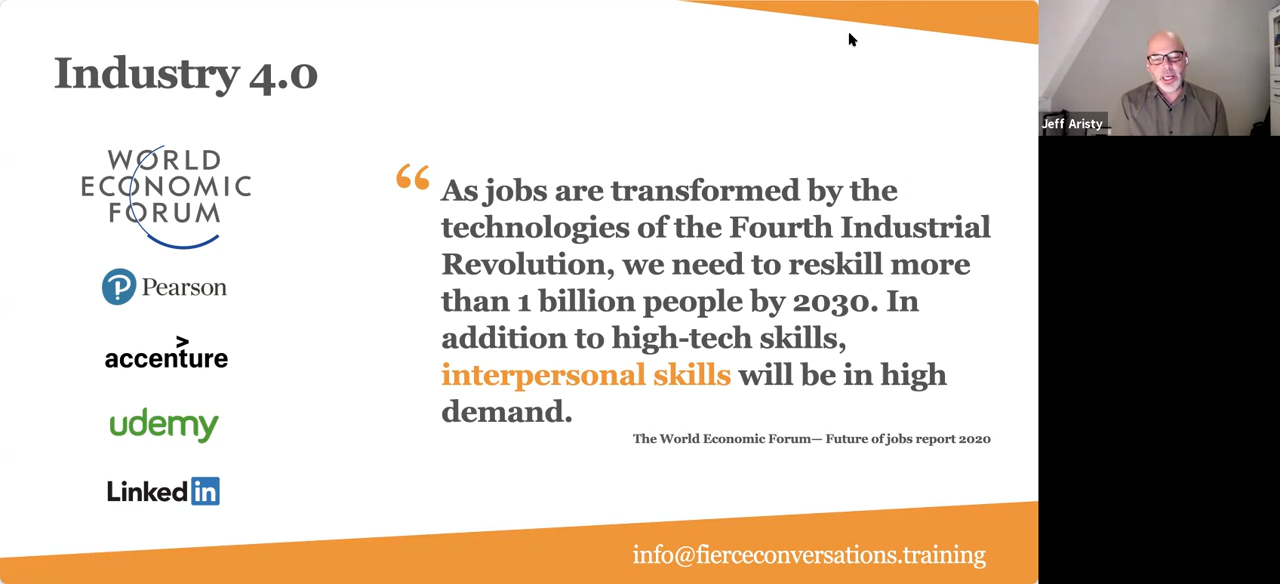 Industry 4.0
WORLD
ECONOMIC
FORUM
Pearson
accenture
udemy
LinkedIn
“ As jobs are transformed by the
technologies of the Fourth Industrial
Revolution, we need to reskill more
than 1 billion people by 2030. In
addition to high-tech skills,
interpersonal skills will be in high
demand.
The World Economic Forum— Future of jobs report 2020
info@fierceconversations.training
Jeff Aristy